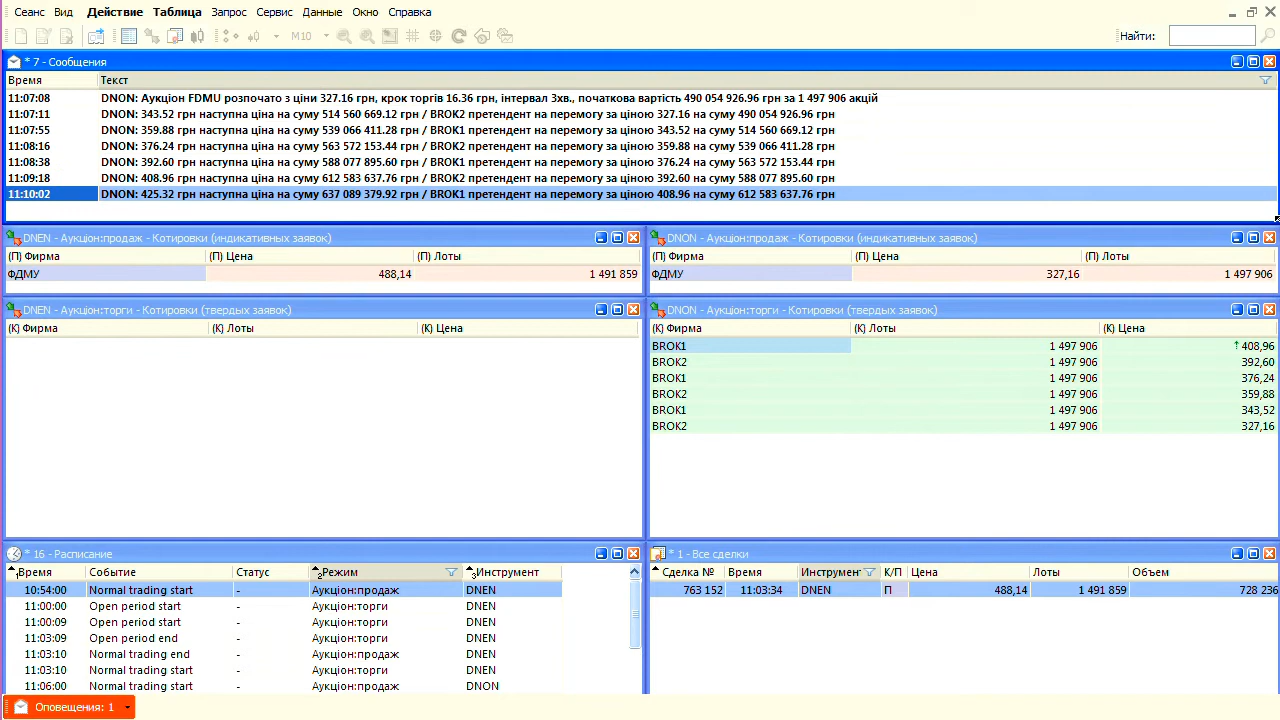 Сеанс Вид Действие Таблица Запрос Сервис Данные Окно Справка
M10 Найти:
* 7 - Сообщения
Время Текст
11:07:08 DNON: Аукціон FDMU розпочато з ціни 327.16 грн, крок торгів 16.36 грн, інтервал 3хв., початкова вартість 490 054 926.96 грн за 1 497 906 акцій
11:07:11 DNON: 343.52 грн наступна ціна на суму 514 560 669.12 грн / BROK2 претендент на перемогу за ціною 327.16 на суму 490 054 926.96 грн
11:07:55 DNON: 359.88 грн наступна ціна на суму 539 066 411.28 грн / BROK1 претендент на перемогу за ціною 343.52 на суму 514 560 669.12 грн
11:08:16 DNON: 376.24 грн наступна ціна на суму 563 572 153.44 грн / BROK2 претендент на перемогу за ціною 359.88 на суму 539 066 411.28 грн
11:08:38 DNON: 392.60 грн наступна ціна на суму 588 077 895.60 грн / BROK1 претендент на перемогу за ціною 376.24 на суму 563 572 153.44 грн
11:09:18 DNON: 408.96 грн наступна ціна на суму 612 583 637.76 грн / BROK2 претендент на перемогу за ціною 392.60 на суму 588 077 895.60 грн
11:10:02 DNON: 425.32 грн наступна ціна на суму 637 089 379.92 грн / BROK1 претендент на перемогу за ціною 408.96 на суму 612 583 637.76 грн
DNEN - Аукціон:продаж - Котировки (индикативных заявок)
(П) Фирма (П) Цена (П) Лоты
ФДМУ 488,14 1 491 859
DNON - Аукціон:продаж - Котировки (индикативных заявок)
(П) Фирма (П) Цена (П) Лоты
ФДМУ 327,16 1 497 906
DNEN - Аукціон:торги - Котировки (твердых заявок)
(К) Фирма (К) Лоты (К) Цена
DNON - Аукціон:торги - Котировки (твердых заявок)
(К) Фирма (К) Лоты (К) Цена
BROK1 1 497 906 ↑408,96
BROK2 1 497 906 392,60
BROK1 1 497 906 376,24
BROK2 1 497 906 359,88
BROK1 1 497 906 343,52
BROK2 1 497 906 327,16
* 16 - Расписание
1Время Событие Статус 2Режим 3Инструмент
10:54:00 Normal trading start - Аукціон:продаж DNEN
11:00:00 Open period start - Аукціон:торги DNEN
11:00:09 Open period start - Аукціон:торги DNEN
11:03:09 Open period end - Аукціон:торги DNEN
11:03:10 Normal trading end - Аукціон:продаж DNEN
11:03:10 Normal trading start - Аукціон:торги DNEN
11:06:00 Normal trading start - Аукціон:продаж DNON
* 1 - Все сделки
Сделка № Время Инструмент К/П Цена Лоты Объем
763 152 11:03:34 DNEN П 488,14 1 491 859 728 236
Оповещения: 1